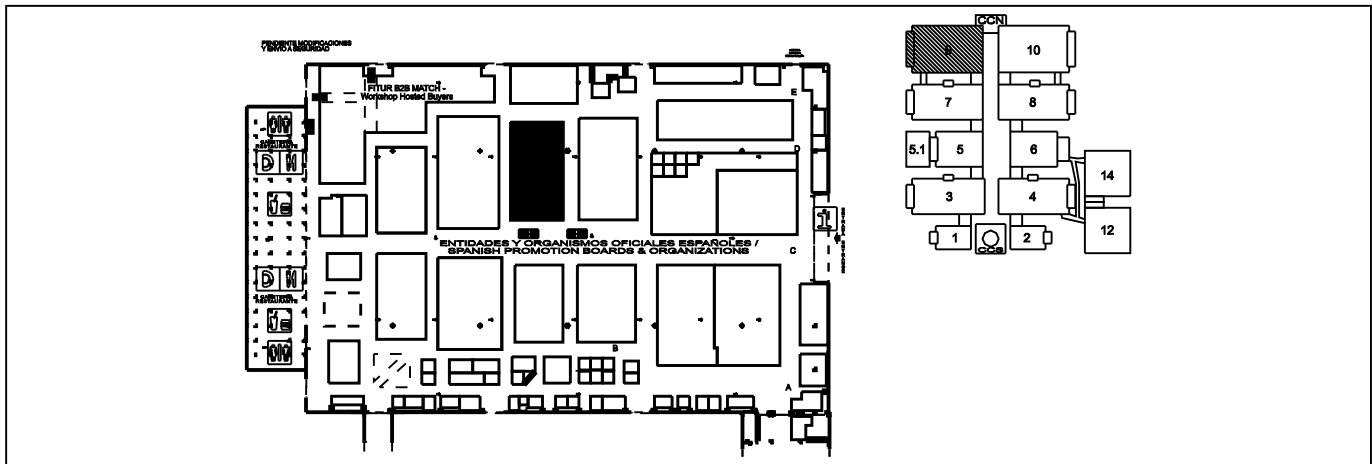 PENDIENTE MODIFICACIONES
Y ENVIO A SEGURIDAD
FITUR B2B MATCH -
Workshop Hosted Buyers
CAFETERIA
RESTAURANTE
CAFETERIA
RESTAURANTE
ENTIDADES Y ORGANISMOS OFICIALES ESPAÑOLES /
SPANISH PROMOTION BOARDS & ORGANIZATIONS
E
D
C
B
A
i
CCN
9
10
7
8
5.1
5
6
14
3
4
12
1
2
CCS